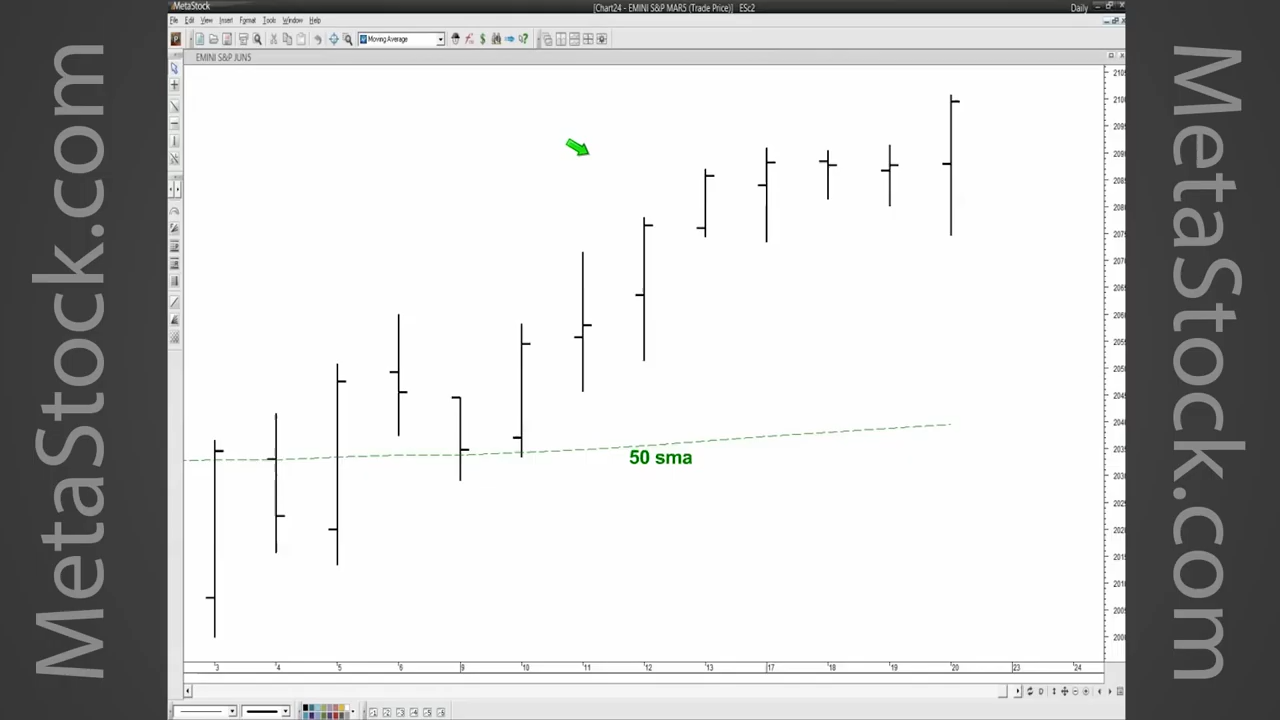 MetaStock
[Chart24 - EMINI S&P MAR5 (Trade Price)] ESc2
Daily
File Edit View Insert Format Tools Window Help
Moving Average
EMINI S&P JUN5
MetaStock.com
MetaStock.com
50 sma
3 4 5 6 9 10 11 12 13 17 18 19 20 23 24